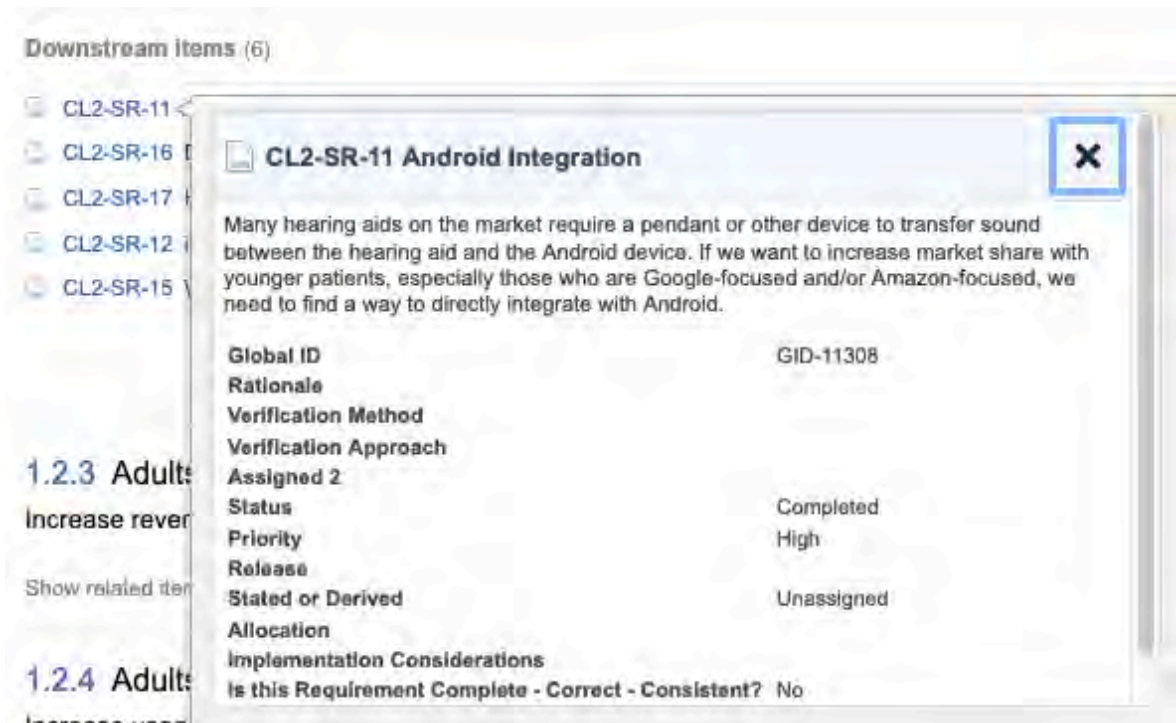 Downstream items (6)
CL2-SR-11
CL2-SR-16
CL2-SR-17
CL2-SR-12
CL2-SR-15
CL2-SR-11 Android Integration
Many hearing aids on the market require a pendant or other device to transfer sound
between the hearing aid and the Android device. If we want to increase market share with
younger patients, especially those who are Google-focused and/or Amazon-focused, we
need to find a way to directly integrate with Android.
Global ID GID-11308
Rationale
Verification Method
Verification Approach
Assigned 2
Status Completed
Priority High
Release
Stated or Derived Unassigned
Allocation
Implementation Considerations
Is this Requirement Complete - Correct - Consistent? No
1.2.3 Adults
Increase
Show related
1.2.4 Adults
Increase